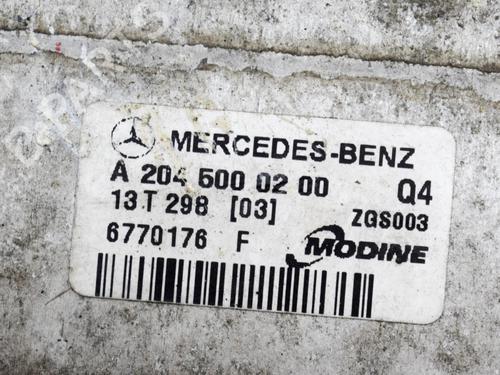 MERCEDES-BENZ
A 204 500 02 00 Q4
13 T 298 [03] ZGS003
6770176 F MODINE